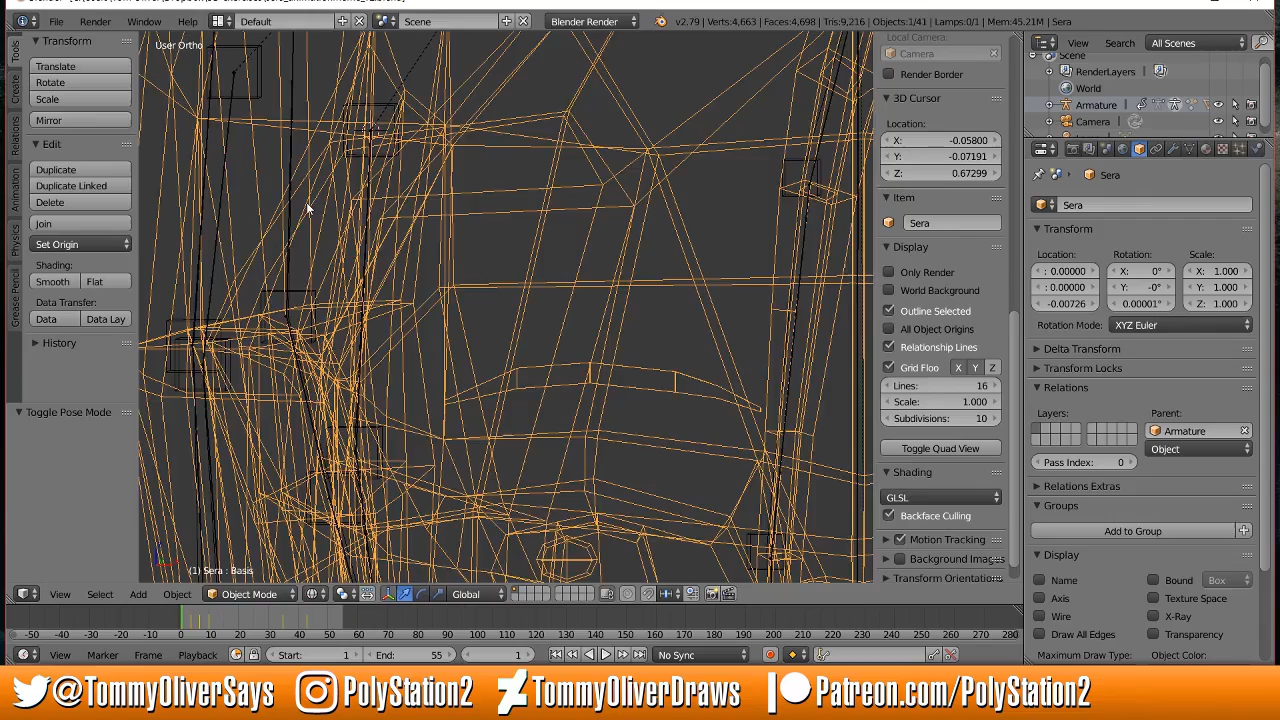 File Render Window Help Default Scene Blender Render v2.79 | Verts:4,663 | Faces:4,698 | Tris:9,216 | Objects:1/41 | Lamps:0/1 | Mem:45.21M | Sera
View Search All Scenes
Scene
RenderLayers
World
Armature
Camera
Tools
Create
Relations
Animation
Physics
Grease Pencil
Transform
Translate
Rotate
Scale
Mirror
Edit
Duplicate
Duplicate Linked
Delete
Join
Set Origin
Shading:
Smooth Flat
Data Transfer:
Data Data Lay
History
Toggle Pose Mode
User Ortho
(1) Sera : Basis
Local Camera:
Camera
Render Border
3D Cursor
Location:
X: -0.05800
Y: -0.07191
Z: 0.67299
Item
Sera
Display
Only Render
World Background
Outline Selected
All Object Origins
Relationship Lines
Grid Floo X Y Z
Lines: 16
Scale: 1.000
Subdivisions: 10
Toggle Quad View
Shading
GLSL
Backface Culling
Motion Tracking
Background Images
Transform Orientations
Sera
Sera
Transform
Location: Rotation: Scale:
: 0.00000 X: 0° X: 1.000
: 0.00000 Y: -0° Y: 1.000
-0.00726 0.00001° Z: 1.000
Rotation Mode: XYZ Euler
Delta Transform
Transform Locks
Relations
Layers: Parent:
Armature
Object
Pass Index: 0
Relations Extras
Groups
Add to Group
Display
Name Bound Box
Axis Texture Space
Wire X-Ray
Draw All Edges Transparency
Maximum Draw Type: Object Color:
View Select Add Object Object Mode Global
-50 -40 -30 -20 -10 0 10 20 30 40 50 60 70 80 90 100 110 120 130 140 150 160 170 180 190 200 210 220 230 240 250 260 270 280
View Marker Frame Playback Start: 1 End: 55 1 No Sync
@TommyOliverSays PolyStation2 TommyOliverDraws Patreon.com/PolyStation2